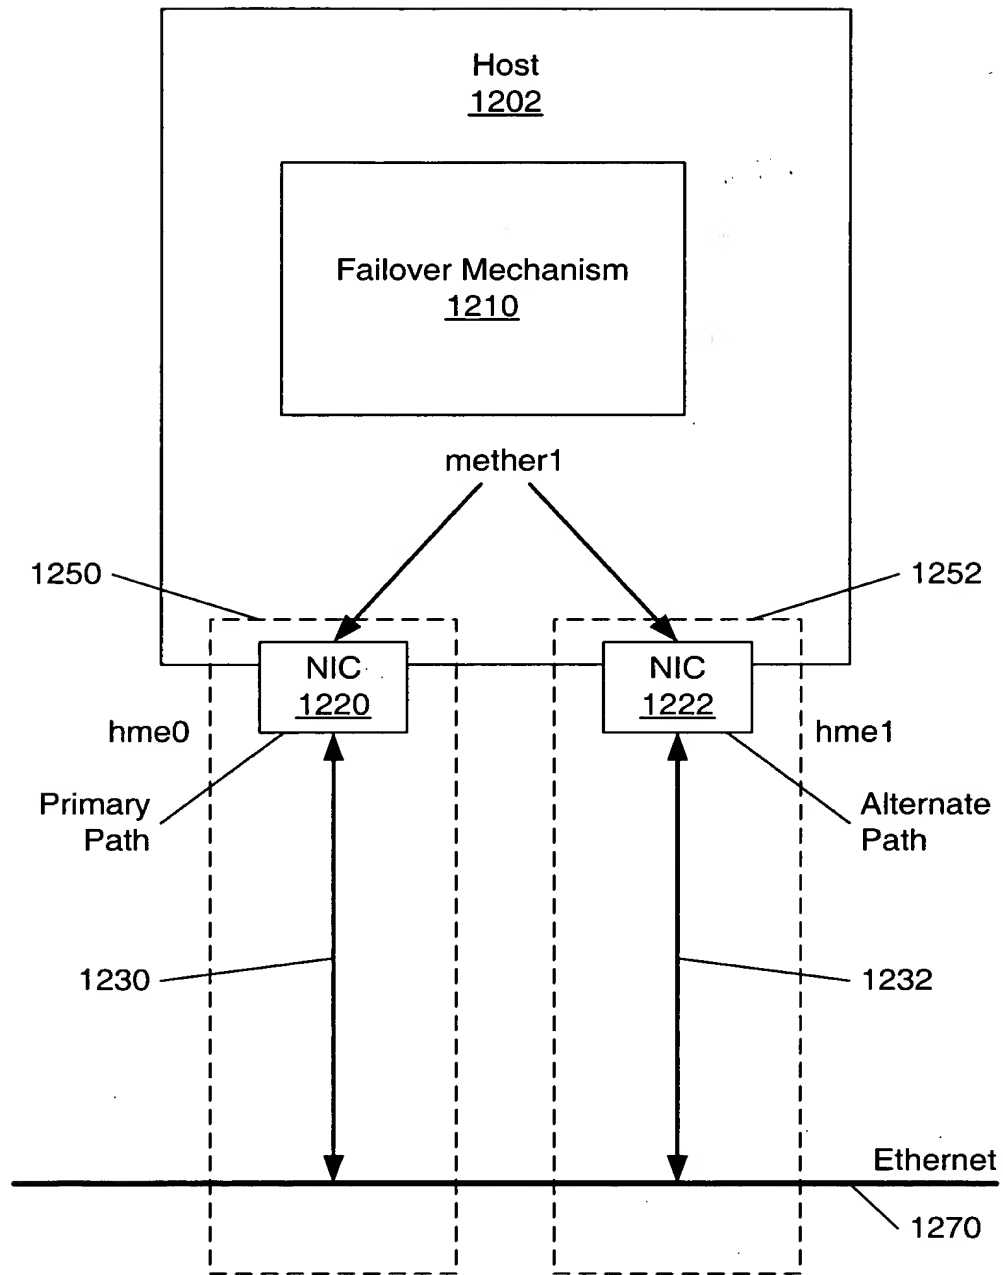 Host
1202
Failover Mechanism
1210
mether1
1250
1252
NIC
1220
NIC
1222
hme0
hme1
Primary
Path
Alternate
Path
1230
1232
Ethernet
1270